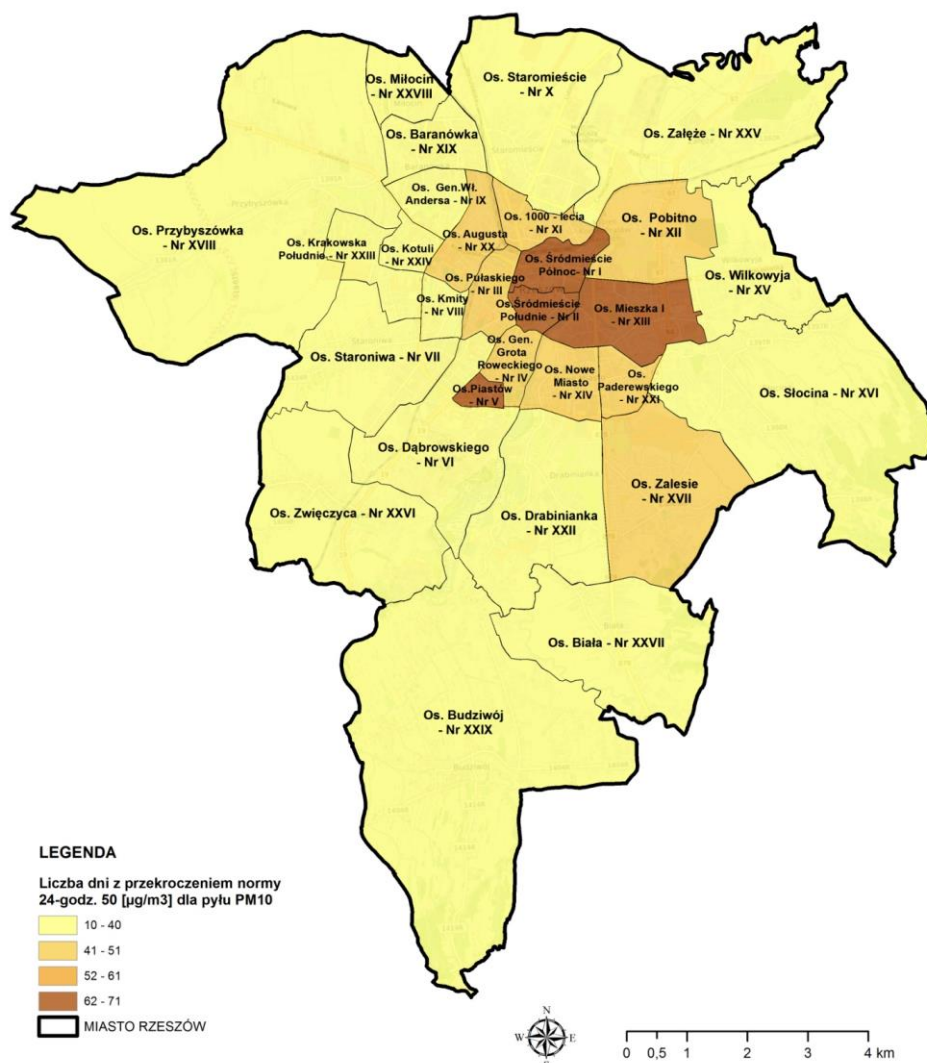 Os. Miłocin
- Nr XXVIII
Os. Staromieście
- Nr X
Os. Baranówka
- Nr XIX
Os. Załęże - Nr XXV
Os. Gen.Wł.
Andersa - Nr IX
Os. 1000 - lecia
- Nr XI
Os. Pobitno
- Nr XII
Os. Przybyszówka
- Nr XVIII
Os. Krakowska
Południe - Nr XXIII
Os. Kotuli
- Nr XXIV
Os. Augusta
- Nr XX
Os. Śródmieście
Północ- Nr I
Os. Wilkowyja
- Nr XV
Os. Pułaskiego
- Nr III
Os. Kmity
- Nr VIII
Os.Śródmieście
Południe - Nr II
Os. Mieszka I
- Nr XIII
Os. Staroniwa - Nr VII
Os. Gen.
Grota
Roweckiego
- Nr IV
Os. Nowe
Miasto
- Nr XIV
Os.
Paderewskiego
- Nr XXI
Os. Słocina - Nr XVI
Os.Piastów
- Nr V
Os. Dąbrowskiego
- Nr VI
Os. Zalesie
- Nr XVII
Os. Zwięczyca - Nr XXVI
Os. Drabinianka
- Nr XXII
Os. Biała - Nr XXVII
Os. Budziwój
- Nr XXIX
LEGENDA
Liczba dni z przekroczeniem normy
24-godz. 50 [µg/m3] dla pyłu PM10
10 - 40
41 - 51
52 - 61
62 - 71
MIASTO RZESZÓW
N
W E
0 0,5 1 2 3 4 km